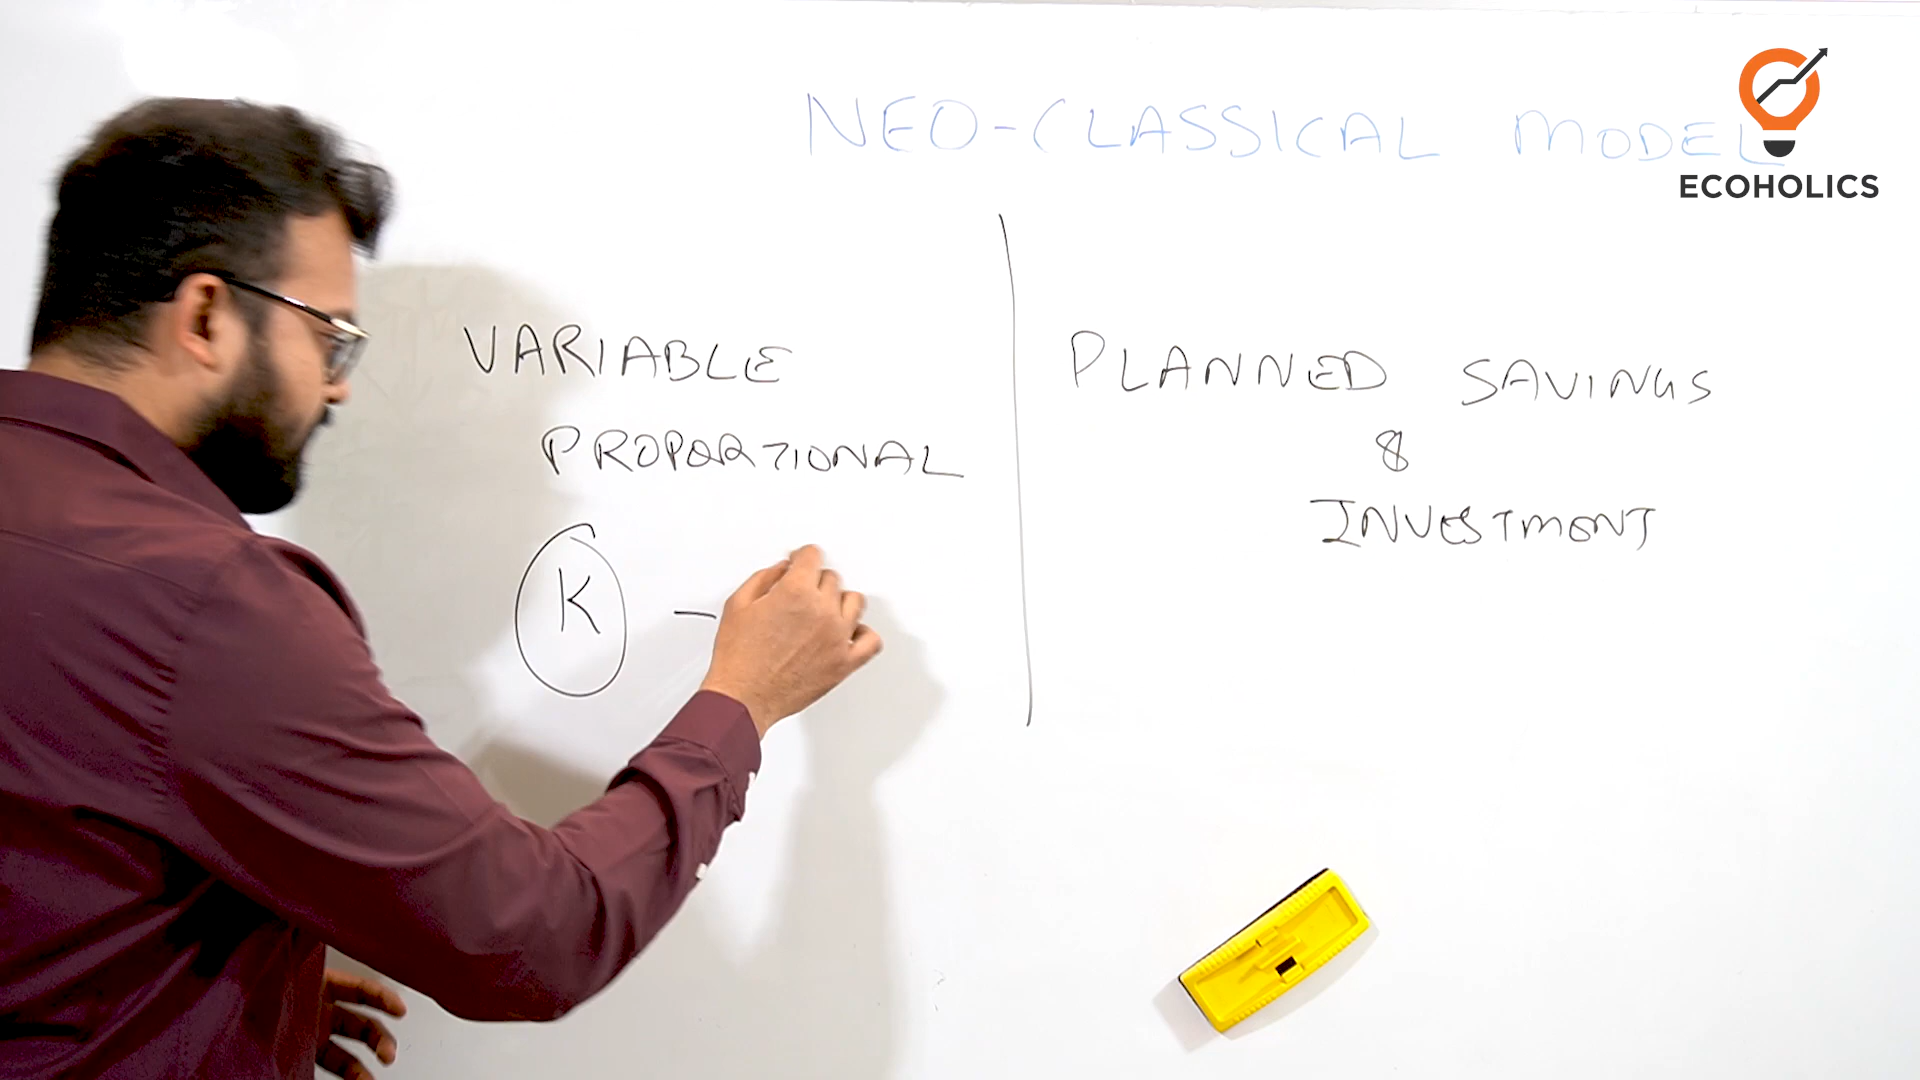 NEO-CLASSICAL MODEL
ECOHOLICS
VARIABLE
PROPORTIONAL
K -
PLANNED SAVINGS
&
INVESTMENT